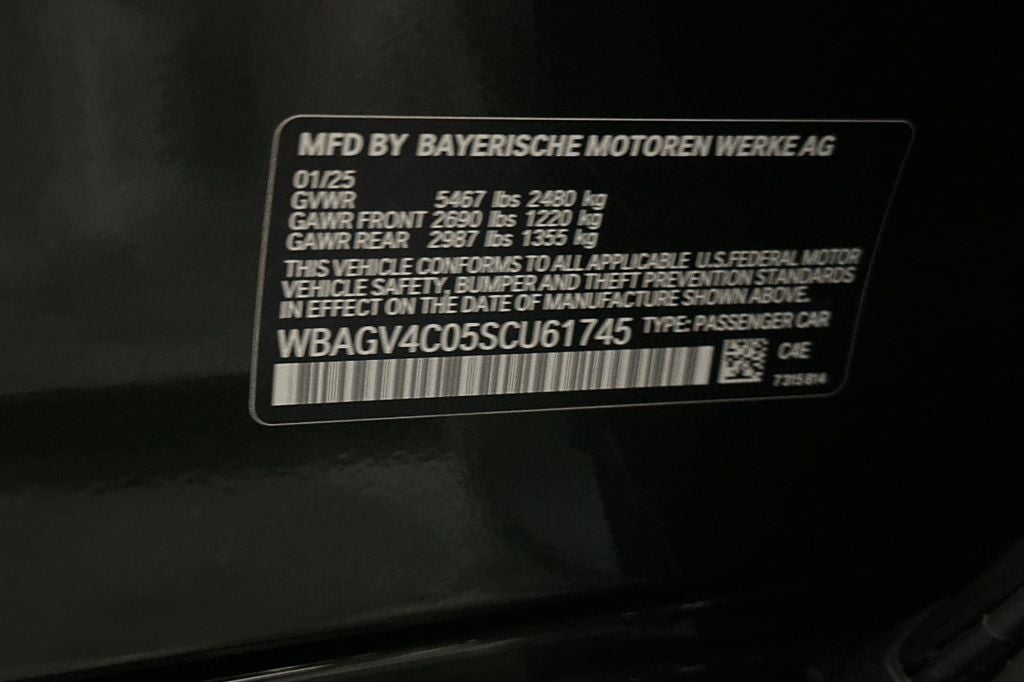 MFD BY BAYERISCHE MOTOREN WERKE AG
01/25
GVWR 5467 lbs 2480 kg
GAWR FRONT 2690 lbs 1220 kg
GAWR REAR 2987 lbs 1355 kg
THIS VEHICLE CONFORMS TO ALL APPLICABLE U.S.FEDERAL MOTOR
VEHICLE SAFETY, BUMPER AND THEFT PREVENTION STANDARDS
IN EFFECT ON THE DATE OF MANUFACTURE SHOWN ABOVE.
WBAGV4C05SCU61745 TYPE: PASSENGER CAR
C4E
7315814